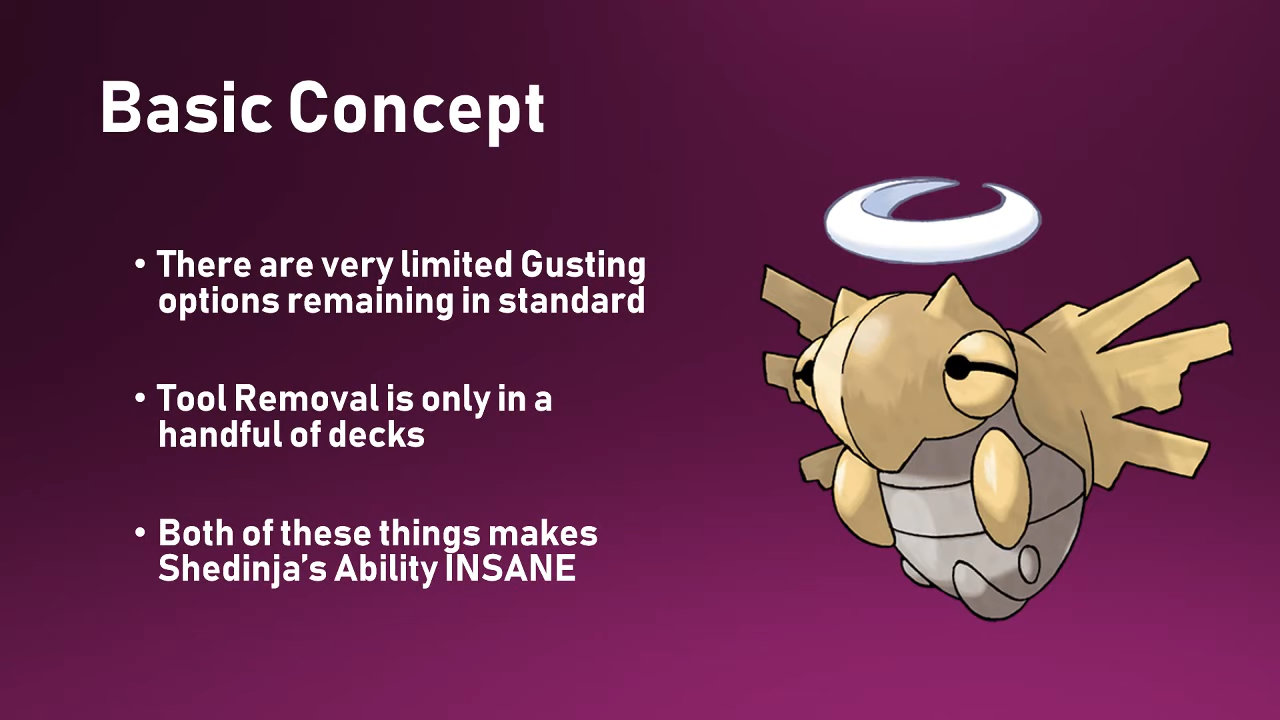 Basic Concept
• There are very limited Gusting
options remaining in standard
• Tool Removal is only in a
handful of decks
• Both of these things makes
Shedinja’s Ability INSANE